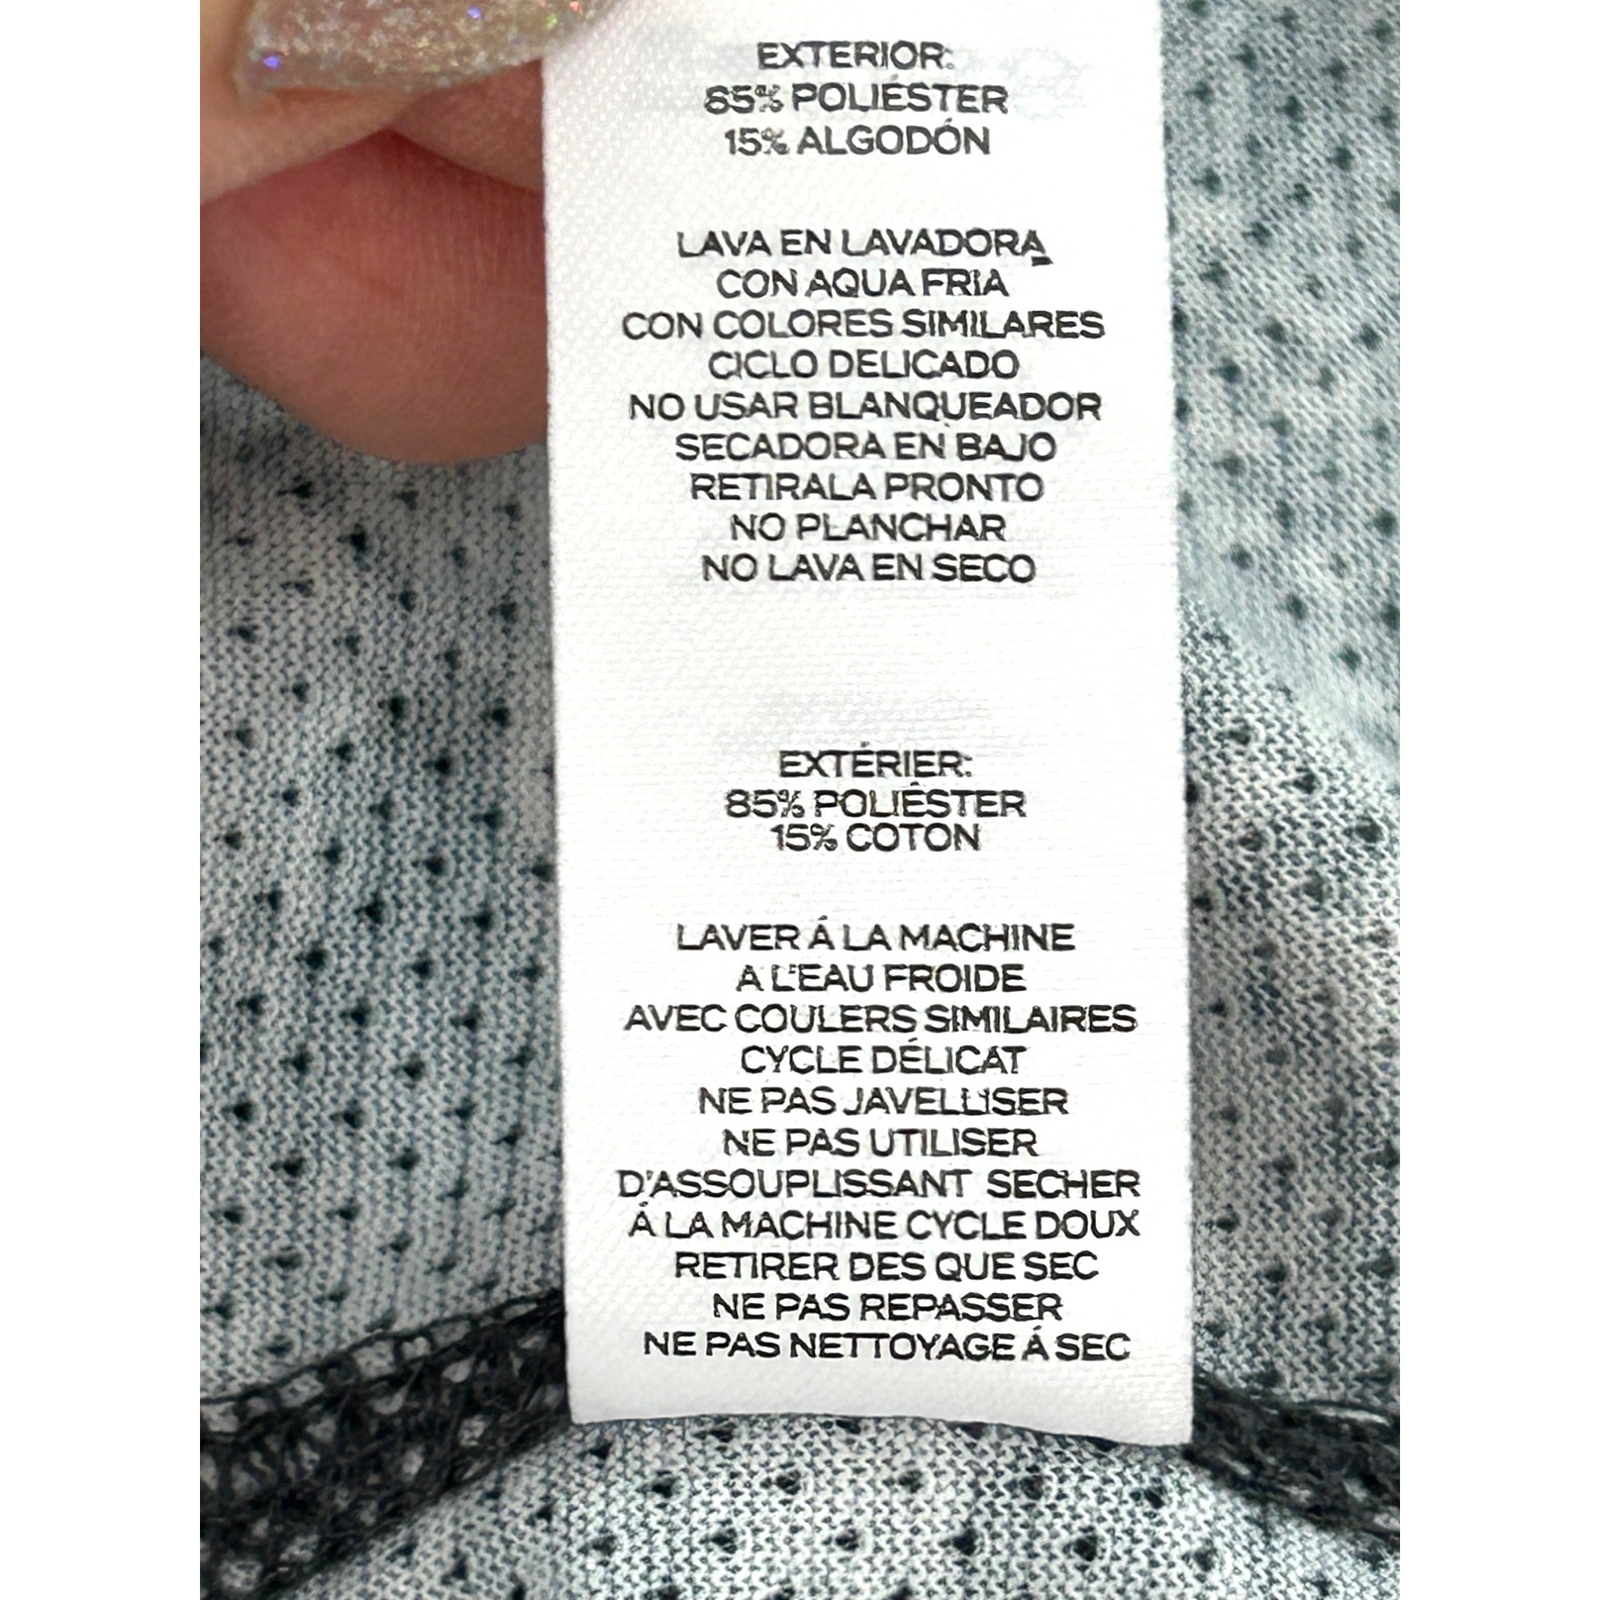 EXTERIOR:
85% POLIÉSTER
15% ALGODÓN
LAVA EN LAVADORA
CON AQUA FRIA
CON COLORES SIMILARES
CICLO DELICADO
NO USAR BLANQUEADOR
SECADORA EN BAJO
RETIRALA PRONTO
NO PLANCHAR
NO LAVA EN SECO
EXTÉRIER:
85% POLIÉSTER
15% COTON
LAVER Á LA MACHINE
A L'EAU FROIDE
AVEC COULERS SIMILAIRES
CYCLE DÉLICAT
NE PAS JAVELLISER
NE PAS UTILISER
D'ASSOUPLISSANT SECHER
Á LA MACHINE CYCLE DOUX
RETIRER DES QUE SEC
NE PAS REPASSER
NE PAS NETTOYAGE Á SEC